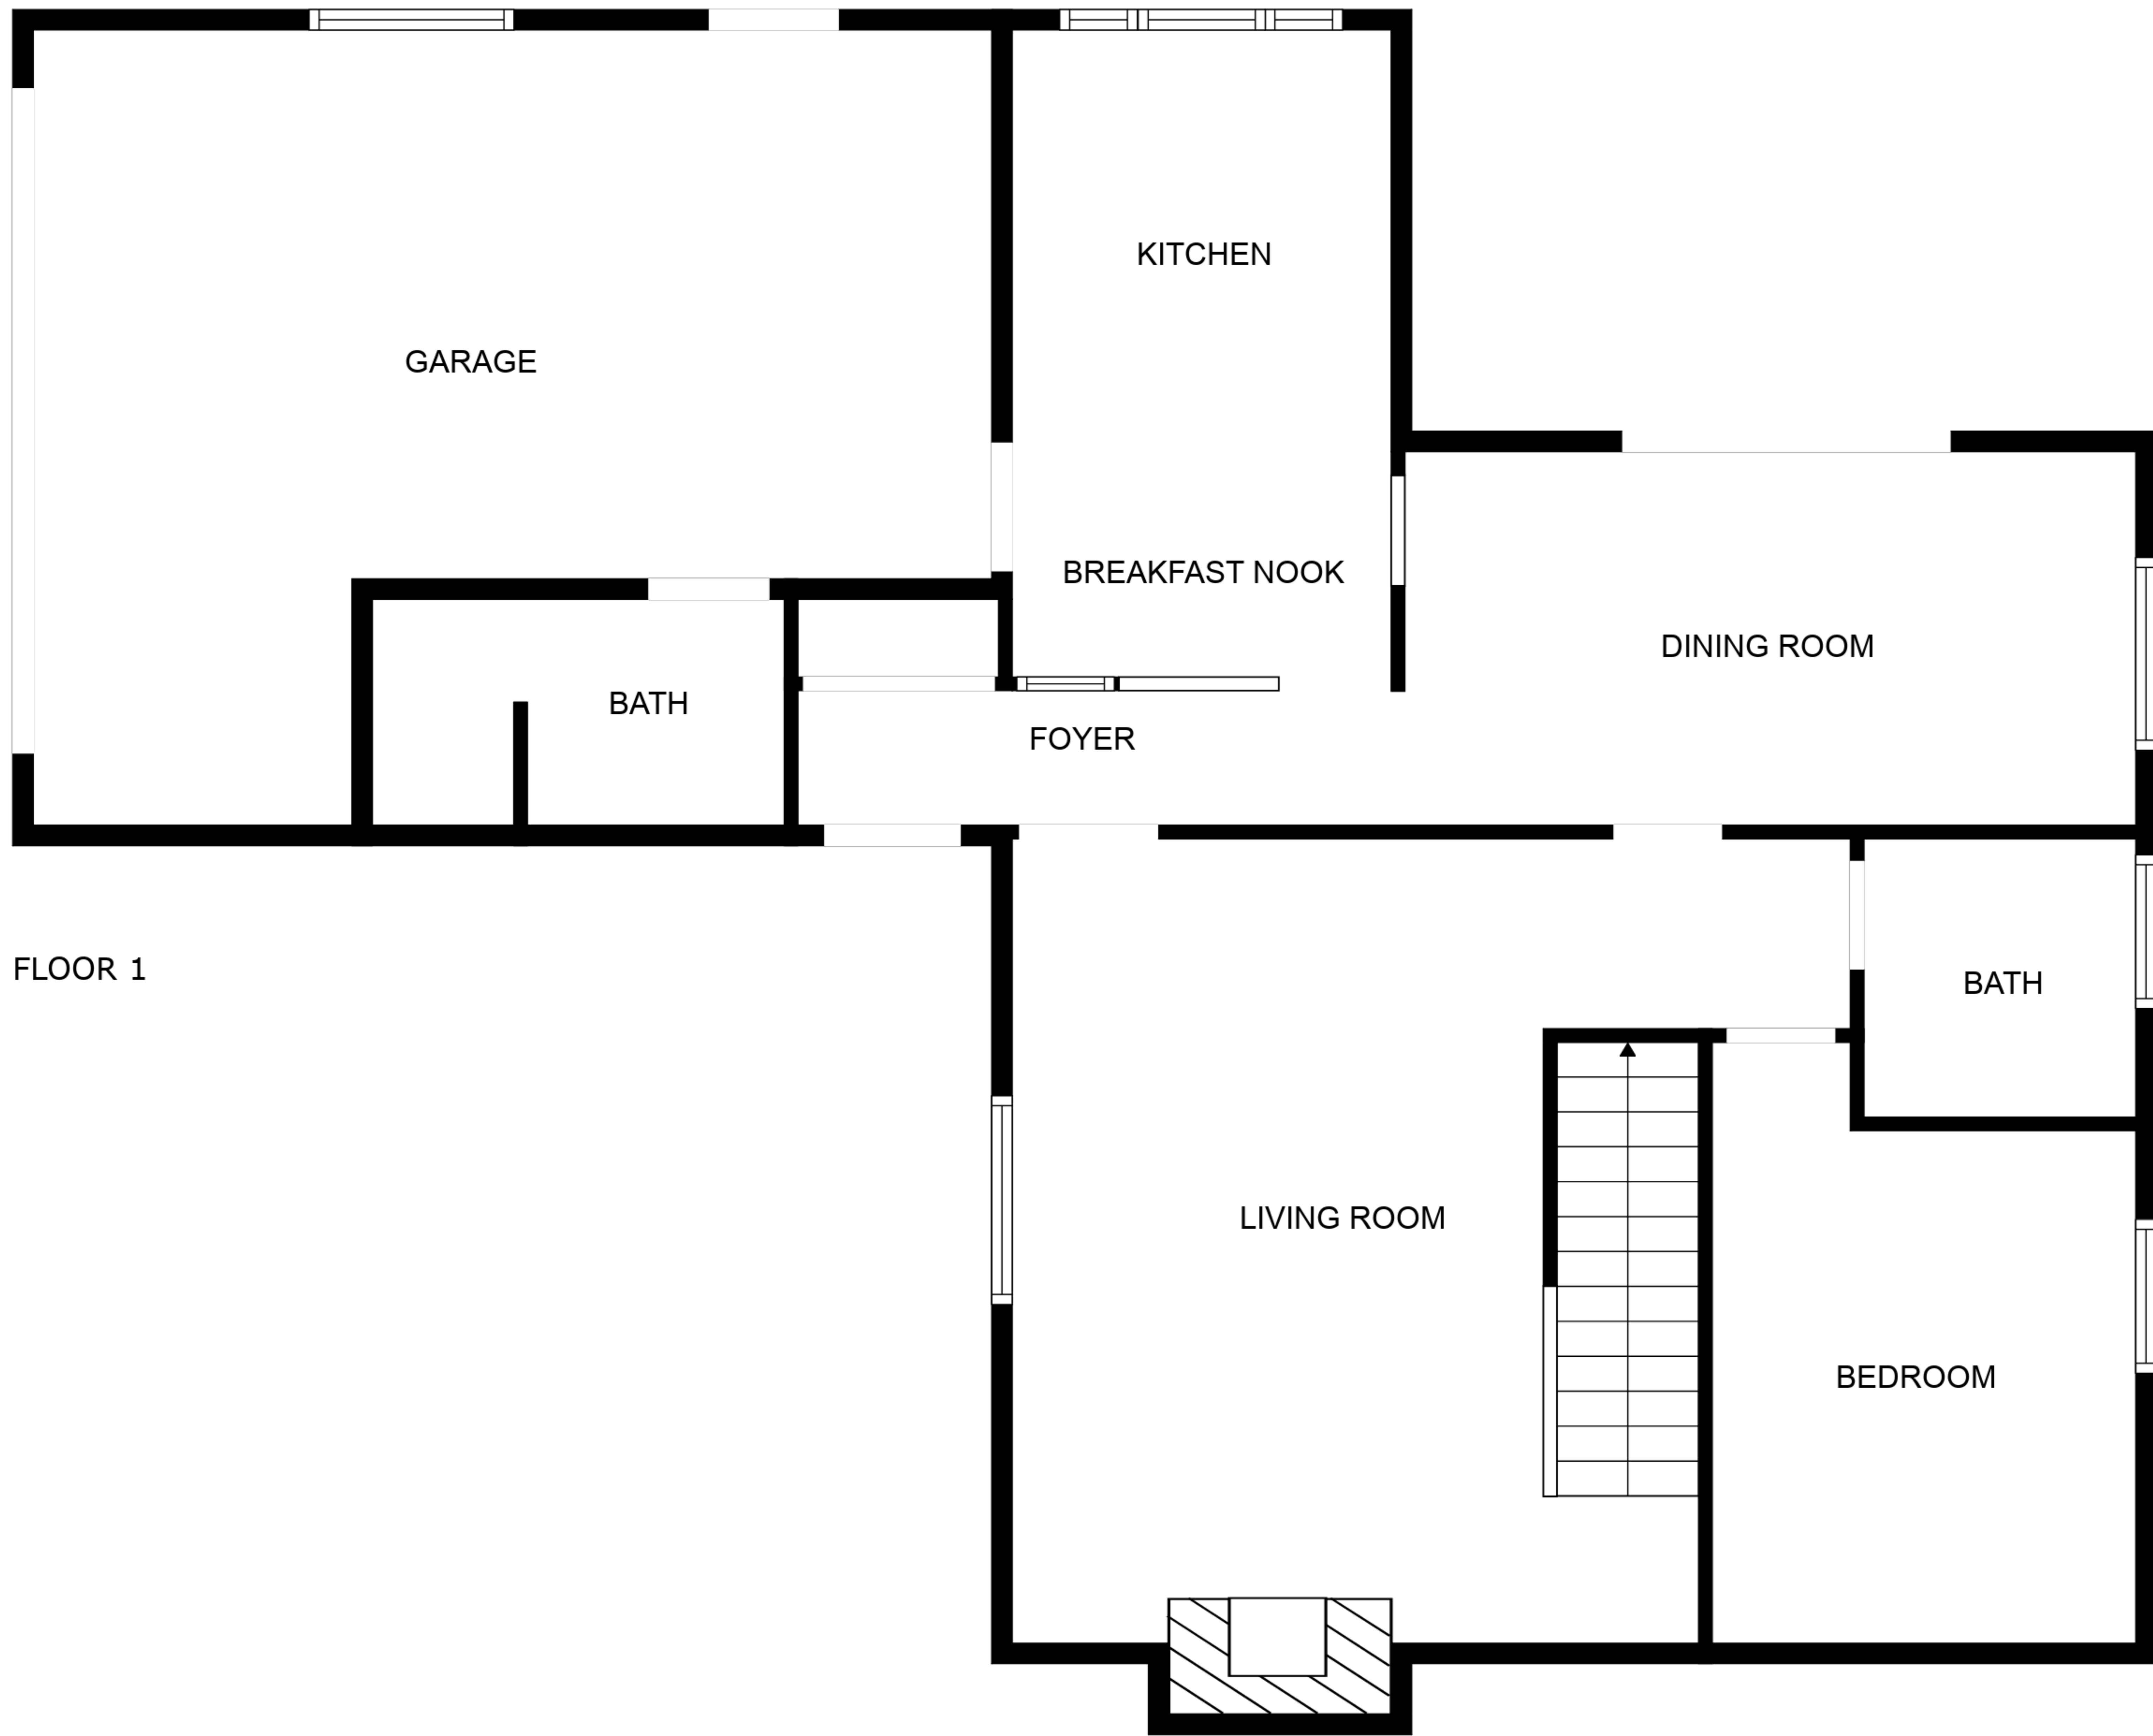 KITCHEN
GARAGE
BREAKFAST NOOK
DINING ROOM
BATH
FOYER
FLOOR 1
BATH
LIVING ROOM
BEDROOM